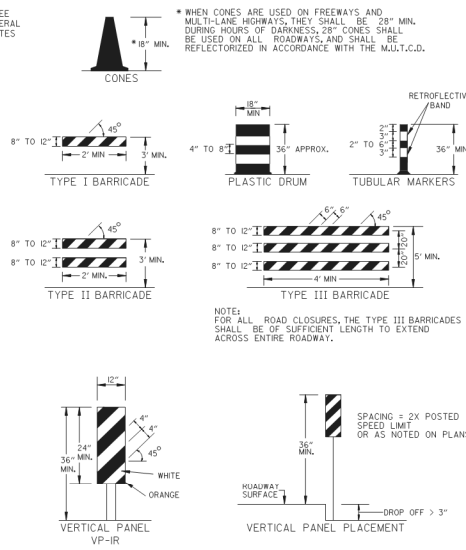 EE
ERAL
TES
* WHEN CONES ARE USED ON FREEWAYS AND
MULTI-LANE HIGHWAYS, THEY SHALL BE 28" MIN.
DURING HOURS OF DARKNESS, 28" CONES SHALL
BE USED ON ALL ROADWAYS, AND SHALL BE
REFLECTORIZED IN ACCORDANCE WITH THE M.U.T.C.D.
* 18" MIN.
CONES
8" TO 12"
45°
2' MIN
3' MIN.
TYPE I BARRICADE
18"
MIN
4" TO 8"
36" APPROX.
PLASTIC DRUM
RETROFLECTIV
BAND
2"
3"
2" TO 6"
3"
36" MIN
TUBULAR MARKERS
8" TO 12"
8" TO 12"
45°
2' MIN.
3' MIN.
TYPE II BARRICADE
6" 6"
45°
8" TO 12"
8" TO 12"
8" TO 12"
20"
20"
5' MIN.
4' MIN
TYPE III BARRICADE
NOTE:
FOR ALL ROAD CLOSURES, THE TYPE III BARRICADES
SHALL BE OF SUFFICIENT LENGTH TO EXTEND
ACROSS ENTIRE ROADWAY.
12"
4"
4"
45°
24"
MIN.
36"
MIN.
WHITE
ORANGE
VERTICAL PANEL
VP-IR
36"
MIN.
SPACING = 2X POSTED
SPEED LIMIT
OR AS NOTED ON PLANS
ROADWAY
SURFACE
DROP OFF > 3"
VERTICAL PANEL PLACEMENT